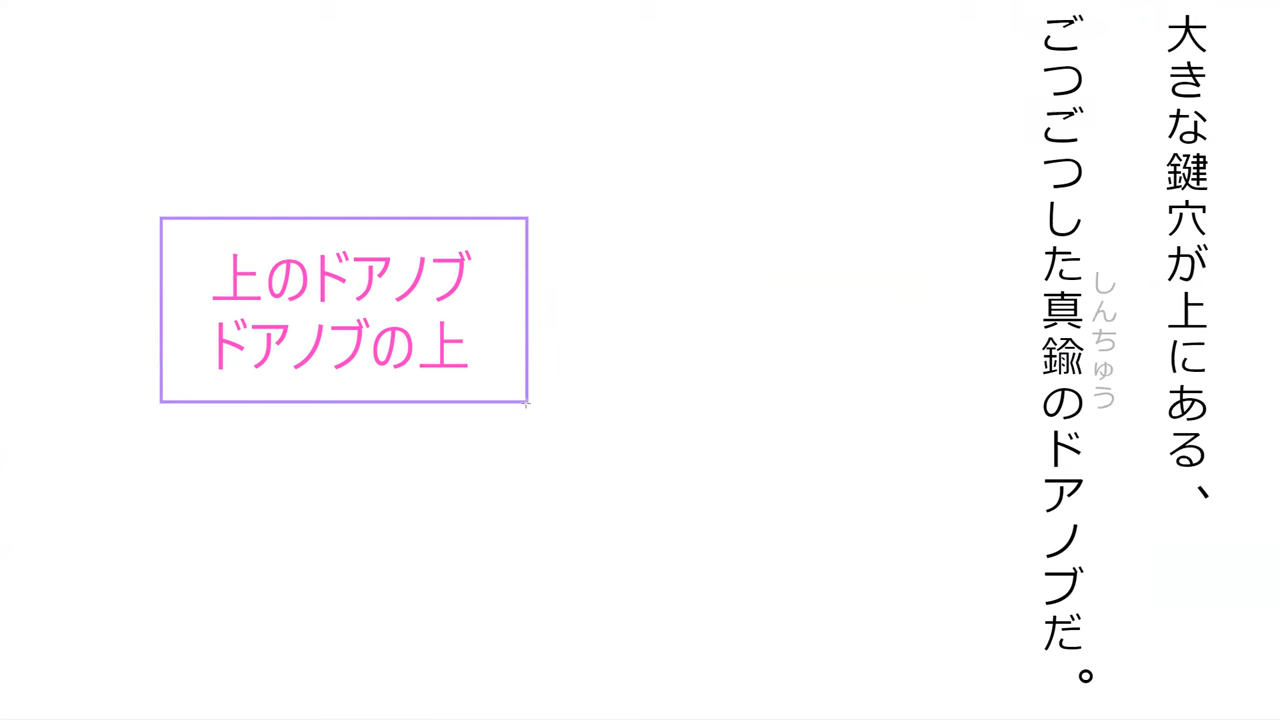 大きな鍵穴が上にある、
ごつごつした真鍮のドアノブだ。
しんちゅう
上のドアノブ
ドアノブの上